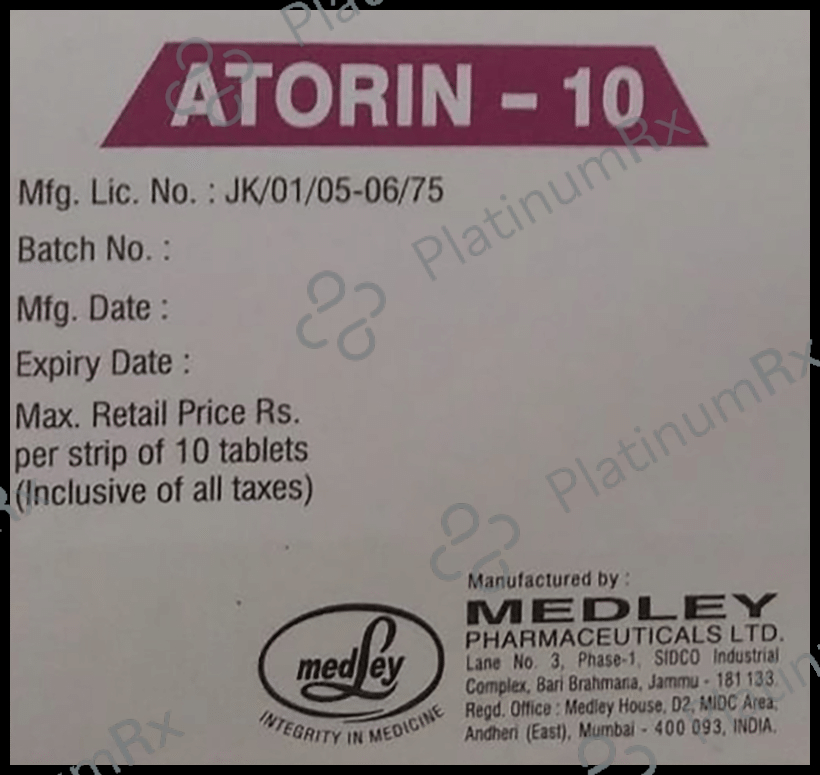 ATORIN - 10
Mfg. Lic. No. : JK/01/05-06/75
Batch No. :
Mfg. Date :
Expiry Date :
Max. Retail Price Rs.
per strip of 10 tablets
(Inclusive of all taxes)
Manufactured by :
MEDLEY
PHARMACEUTICALS LTD.
Lane No. 3, Phase-1, SIDCO Industrial
Complex, Bari Brahmana, Jammu - 181 133.
Regd. Office : Medley House, D2, MIDC Area,
Andheri (East), Mumbai - 400 093, INDIA.
medley
INTEGRITY IN MEDICINE
PlatinumRx
PlatinumRx
PlatinumRx
PlatinumRx